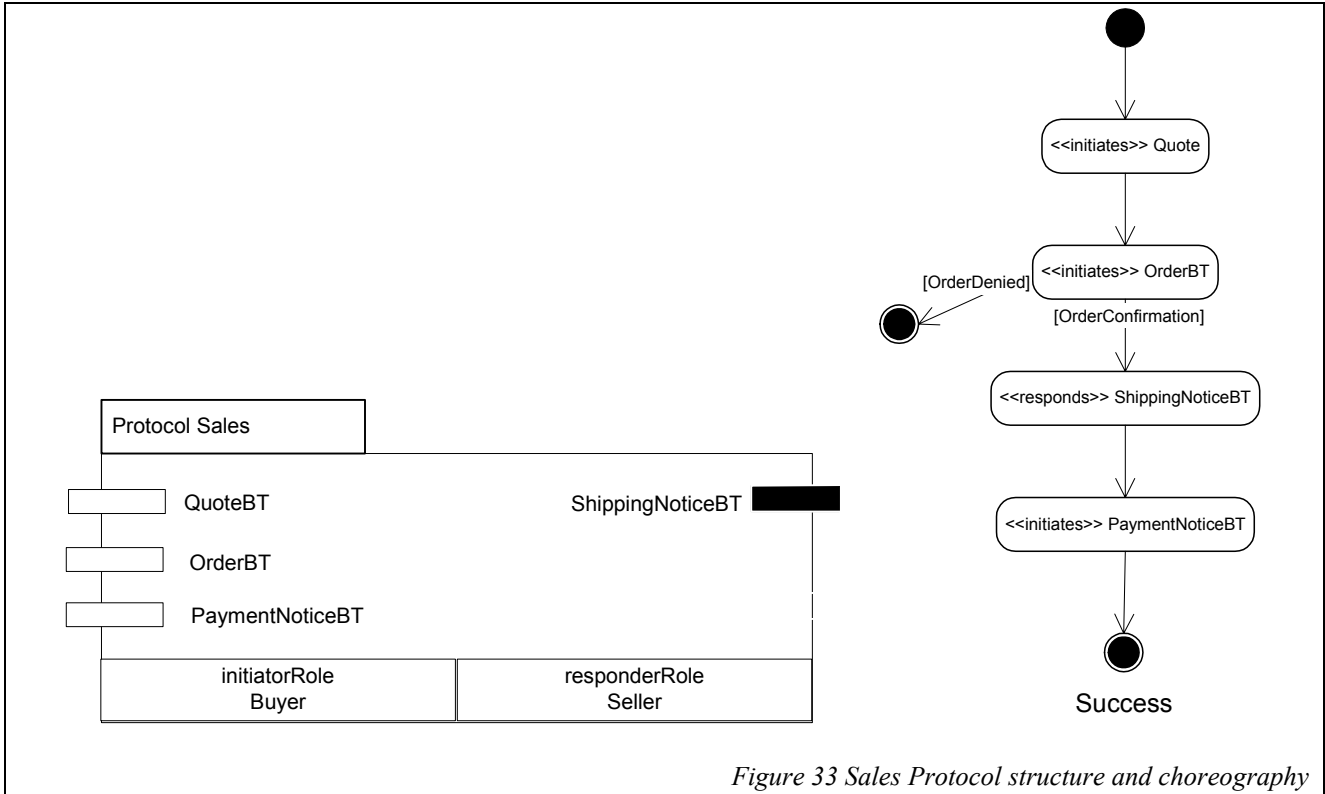 <<initiates>> Quote
<<initiates>> OrderBT
[OrderDenied]
[OrderConfirmation]
<<responds>> ShippingNoticeBT
<<initiates>> PaymentNoticeBT
Success
Protocol Sales
QuoteBT
ShippingNoticeBT
OrderBT
PaymentNoticeBT
initiatorRole
Buyer
responderRole
Seller
Figure 33 Sales Protocol structure and choreography